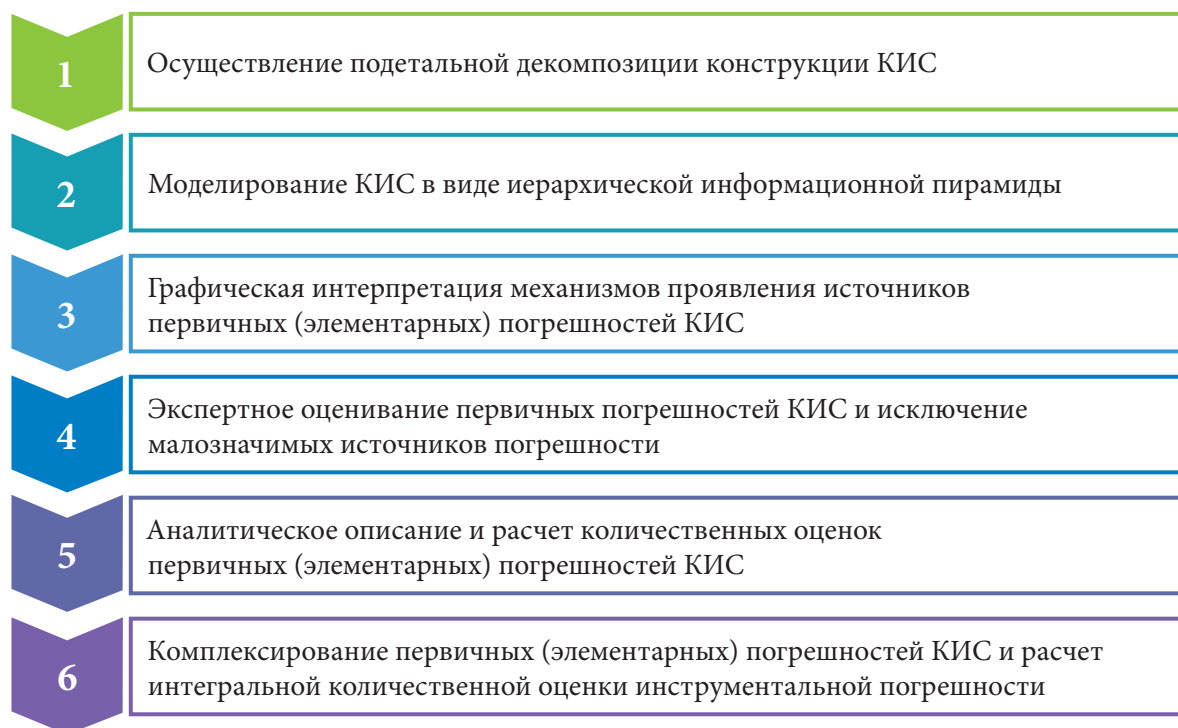 1
Осуществление подетальной декомпозиции конструкции КИС
2
Моделирование КИС в виде иерархической информационной пирамиды
3
Графическая интерпретация механизмов проявления источников
первичных (элементарных) погрешностей КИС
4
Экспертное оценивание первичных погрешностей КИС и исключение
малозначимых источников погрешности
5
Аналитическое описание и расчет количественных оценок
первичных (элементарных) погрешностей КИС
6
Комплексирование первичных (элементарных) погрешностей КИС и расчет
интегральной количественной оценки инструментальной погрешности